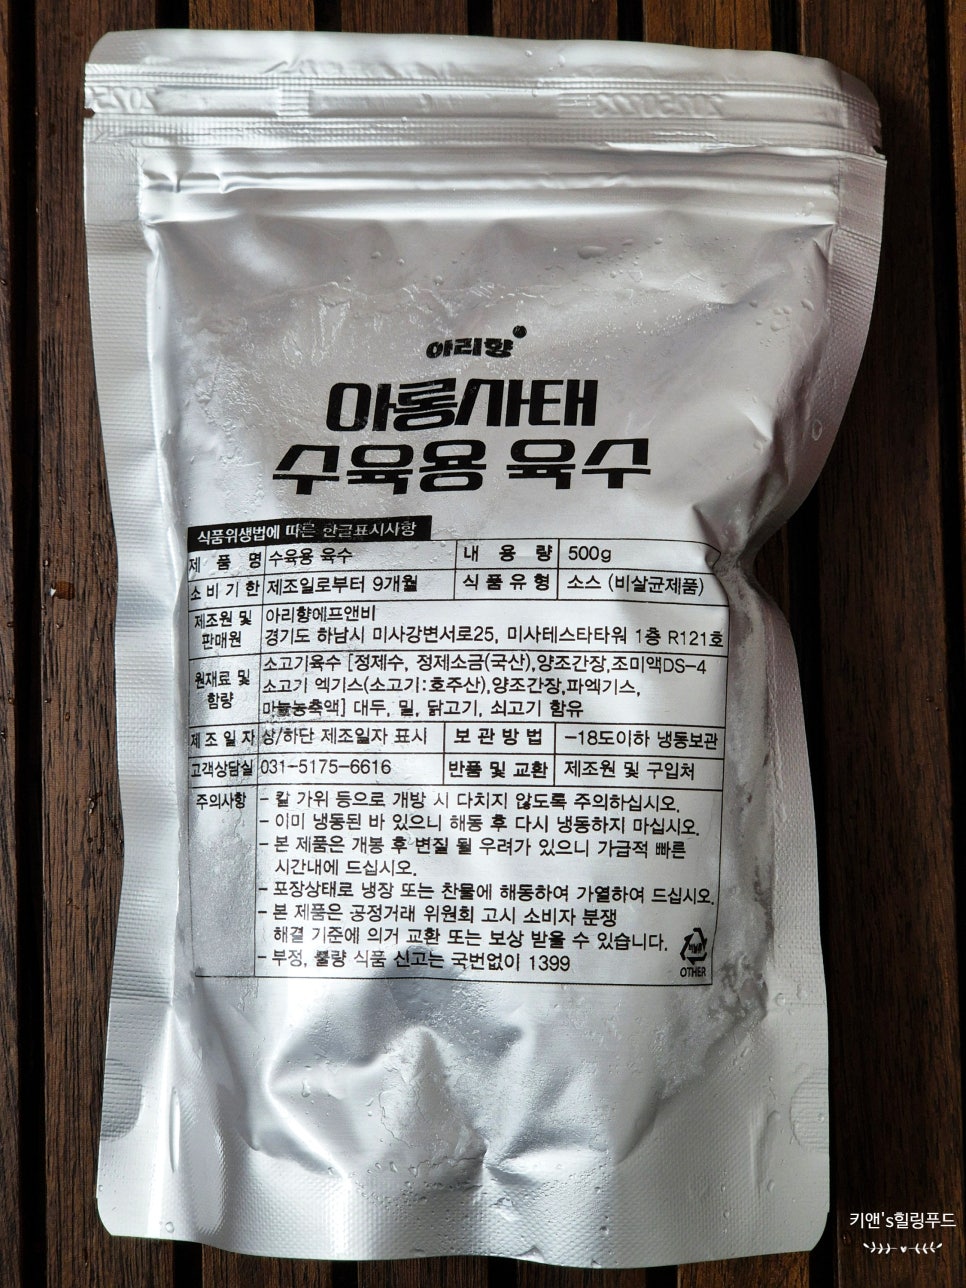 아리향
아롱사태
수육용 육수
식품위생법에 따른 한글표시사항
제 품 명 수육용 육수 내 용 량 500g
소비기한 제조일로부터 9개월 식품유형 소스 (비살균제품)
제조원 및 판매원 아리향에프앤비
경기도 하남시 미사강변서로25, 미사테스타타워 1층 R121호
원재료 및 함량 소고기육수 [정제수, 정제소금(국산),양조간장,조미액DS-4
소고기 엑기스(소고기:호주산),양조간장,파엑기스,
마늘농축액] 대두, 밀, 닭고기, 쇠고기 함유
제조일자 상/하단 제조일자 표시 보관방법 -18도이하 냉동보관
고객상담실 031-5175-6616 반품 및 교환 제조원 및 구입처
주의사항 - 칼 가위 등으로 개방 시 다치지 않도록 주의하십시오.
- 이미 냉동된 바 있으니 해동 후 다시 냉동하지 마십시오.
- 본 제품은 개봉 후 변질 될 우려가 있으니 가급적 빠른
시간내에 드십시오.
- 포장상태로 냉장 또는 찬물에 해동하여 가열하여 드십시오.
- 본 제품은 공정거래 위원회 고시 소비자 분쟁
해결 기준에 의거 교환 또는 보상 받을 수 있습니다.
- 부정, 불량 식품 신고는 국번없이 1399
OTHER
키앤's힐링푸드